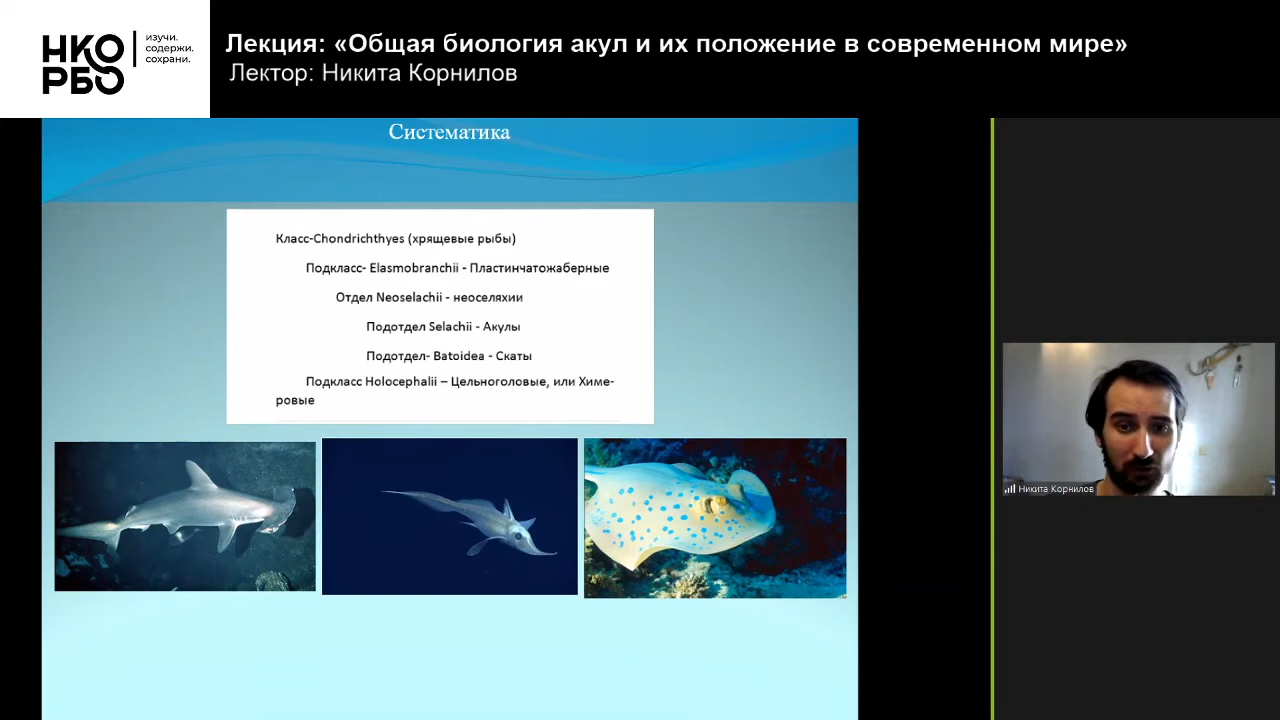 НКО
РБО
изучи.
содержи.
сохрани.
Лекция: «Общая биология акул и их положение в современном мире»
Лектор: Никита Корнилов
Систематика
Класс-Chondrichthyes (хрящевые рыбы)
Подкласс- Elasmobranchii - Пластинчатожаберные
Отдел Neoselachii - неоселяхии
Подотдел Selachii - Акулы
Подотдел- Batoidea - Скаты
Подкласс Holocephalii – Цельноголовые, или Химе-
ровые
Никита Корнилов